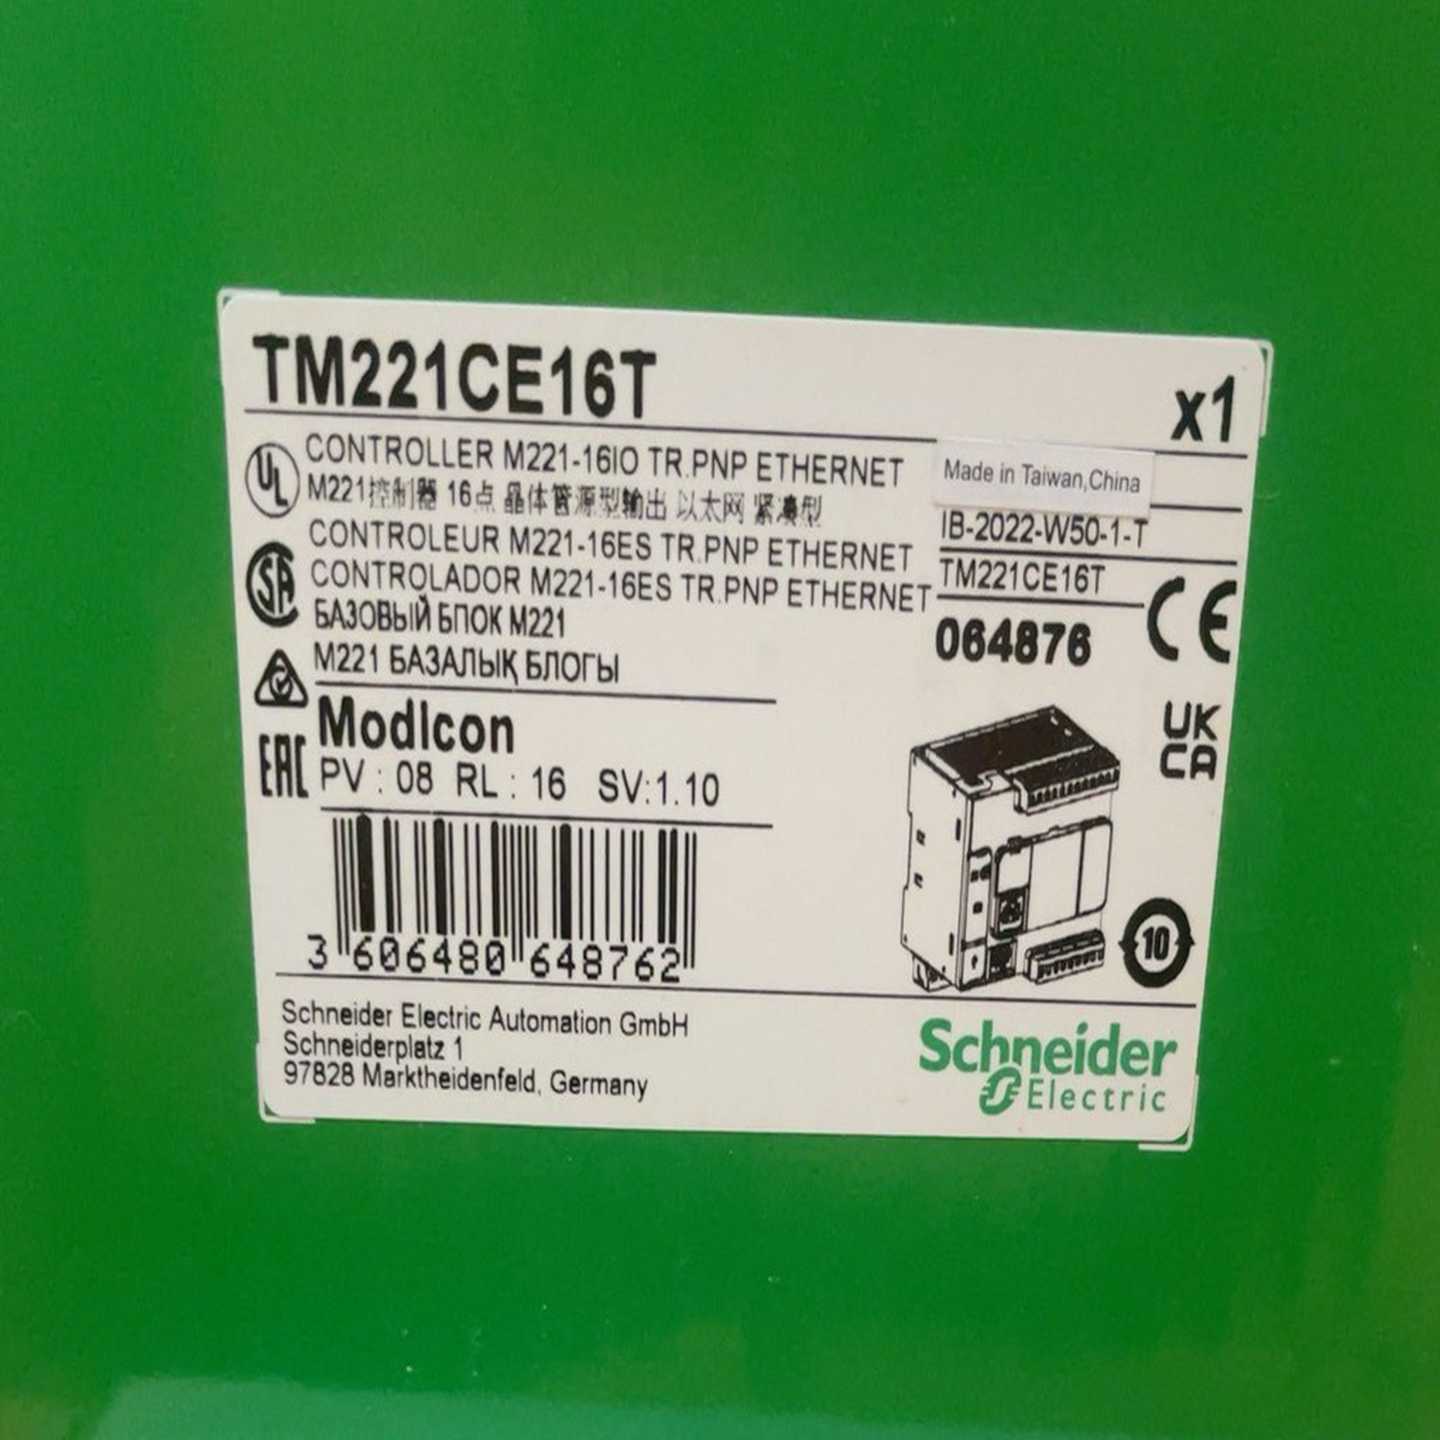 TM221CE16T
x1
CONTROLLER M221-16IO TR.PNP ETHERNET
M221控制器 16点 晶体管源型输出 以太网 紧凑型
CONTROLEUR M221-16ES TR.PNP ETHERNET
CONTROLADOR M221-16ES TR.PNP ETHERNET
БАЗОВЫЙ БЛОК M221
M221 БАЗАЛЫҚ БЛОГЫ
Made in Taiwan,China
IB-2022-W50-1-T
TM221CE16T
064876
UL
SA
CE
UK
CA
EAC
ModIcon
PV : 08 RL : 16 SV:1.10
10
3 606480 648762
Schneider Electric Automation GmbH
Schneiderplatz 1
97828 Marktheidenfeld, Germany
Schneider
Electric